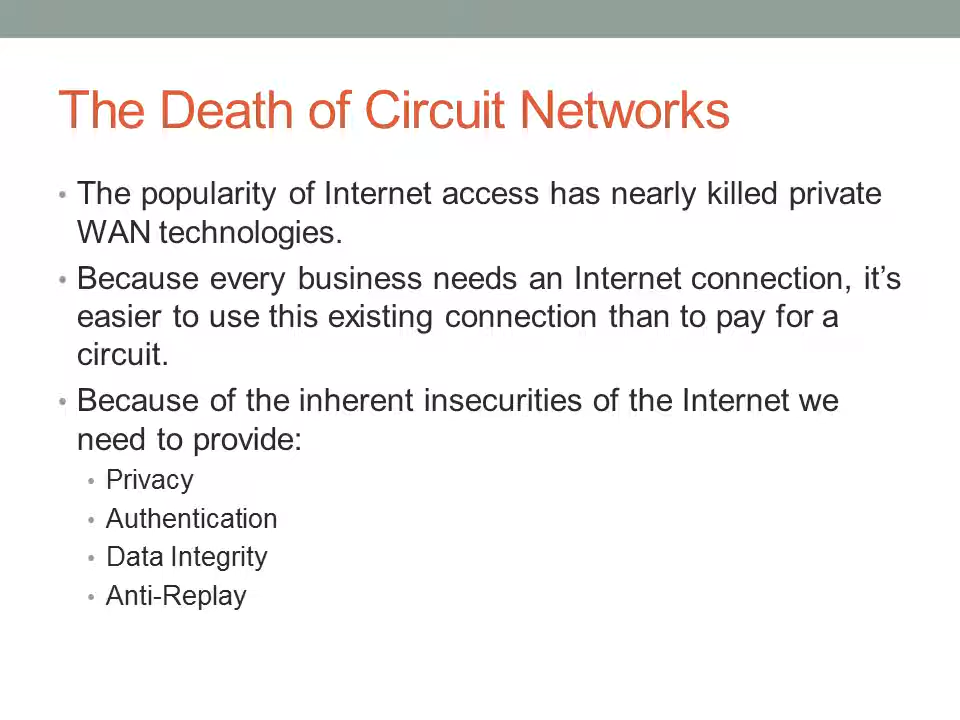 The Death of Circuit Networks
• The popularity of Internet access has nearly killed private
WAN technologies.
• Because every business needs an Internet connection, it’s
easier to use this existing connection than to pay for a
circuit.
• Because of the inherent insecurities of the Internet we
need to provide:
• Privacy
• Authentication
• Data Integrity
• Anti-Replay